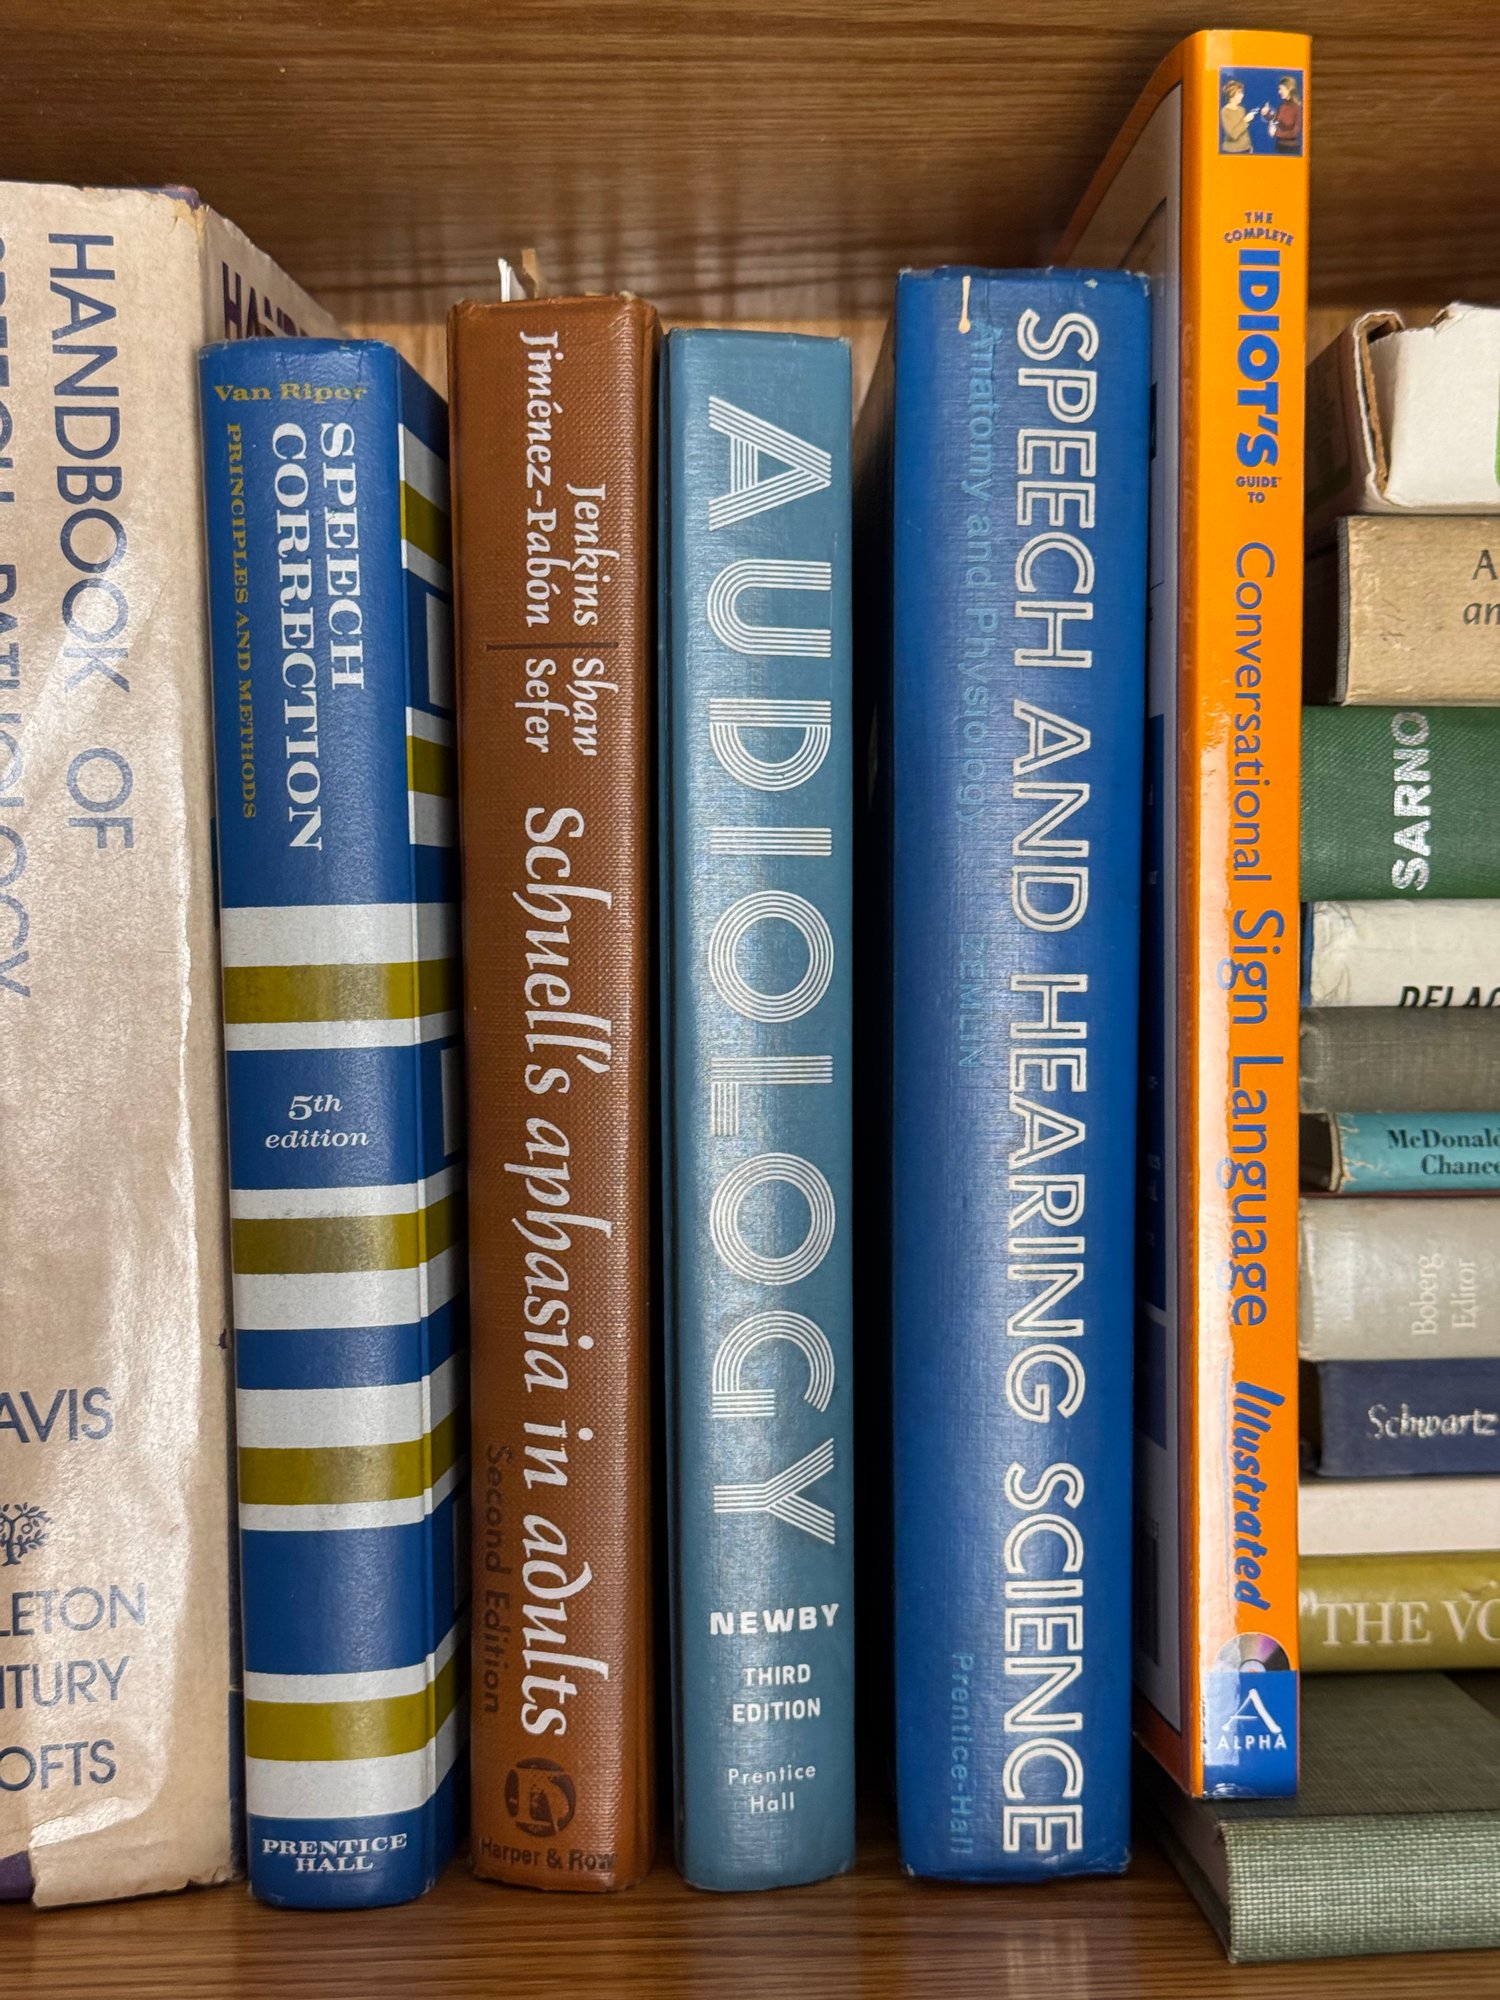 HANDBOOK OF
AVIS
LETON
TURY
OFTS
Van Riper
SPEECH
CORRECTION
PRINCIPLES AND METHODS
5th
edition
PRENTICE
HALL
Jenkins | Shaw
Jiménez-Pabón | Sefer
Schuell's aphasia in adults
Second Edition
Harper & Row
AUDIOLOGY
NEWBY
THIRD
EDITION
Prentice
Hall
SPEECH AND HEARING SCIENCE
Anatomy and Physiology
ZEMLIN
Prentice-Hall
THE
COMPLETE
IDIOT'S
GUIDE TO
Conversational Sign Language
Illustrated
A
ALPHA
A
an
SARNO
DELAC
McDonald
Chance
Boberg
Editor
Schwartz
THE VO